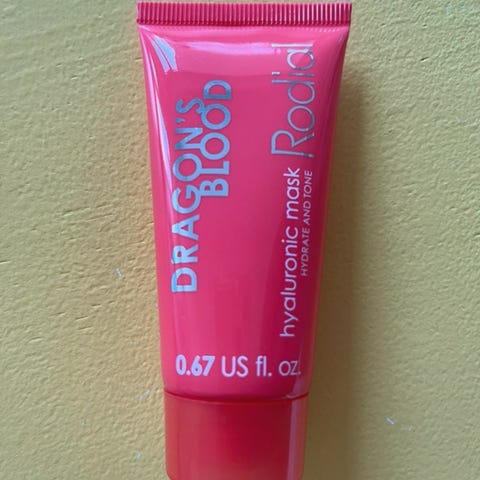 DRAGON'S
BLOOD
Rodial
hyaluronic mask
HYDRATE AND TONE
0.67 US fl. oz.